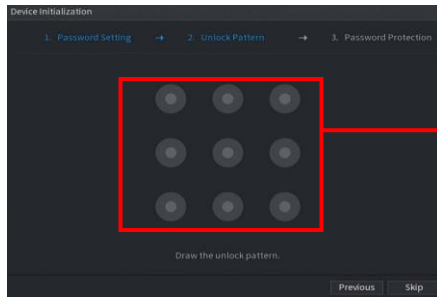 Device Initialization
1. Password Setting → 2. Unlock Pattern → 3. Password Protection
Draw the unlock pattern.
Previous Skip